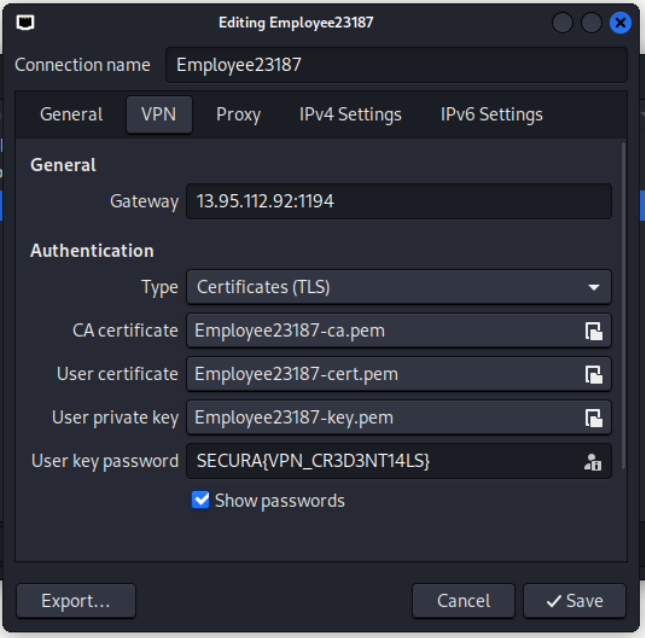 Editing Employee23187
Connection name Employee23187
General VPN Proxy IPv4 Settings IPv6 Settings
General
Gateway 13.95.112.92:1194
Authentication
Type Certificates (TLS)
CA certificate Employee23187-ca.pem
User certificate Employee23187-cert.pem
User private key Employee23187-key.pem
User key password SECURA{VPN_CR3D3NT14LS}
Show passwords
Export... Cancel Save